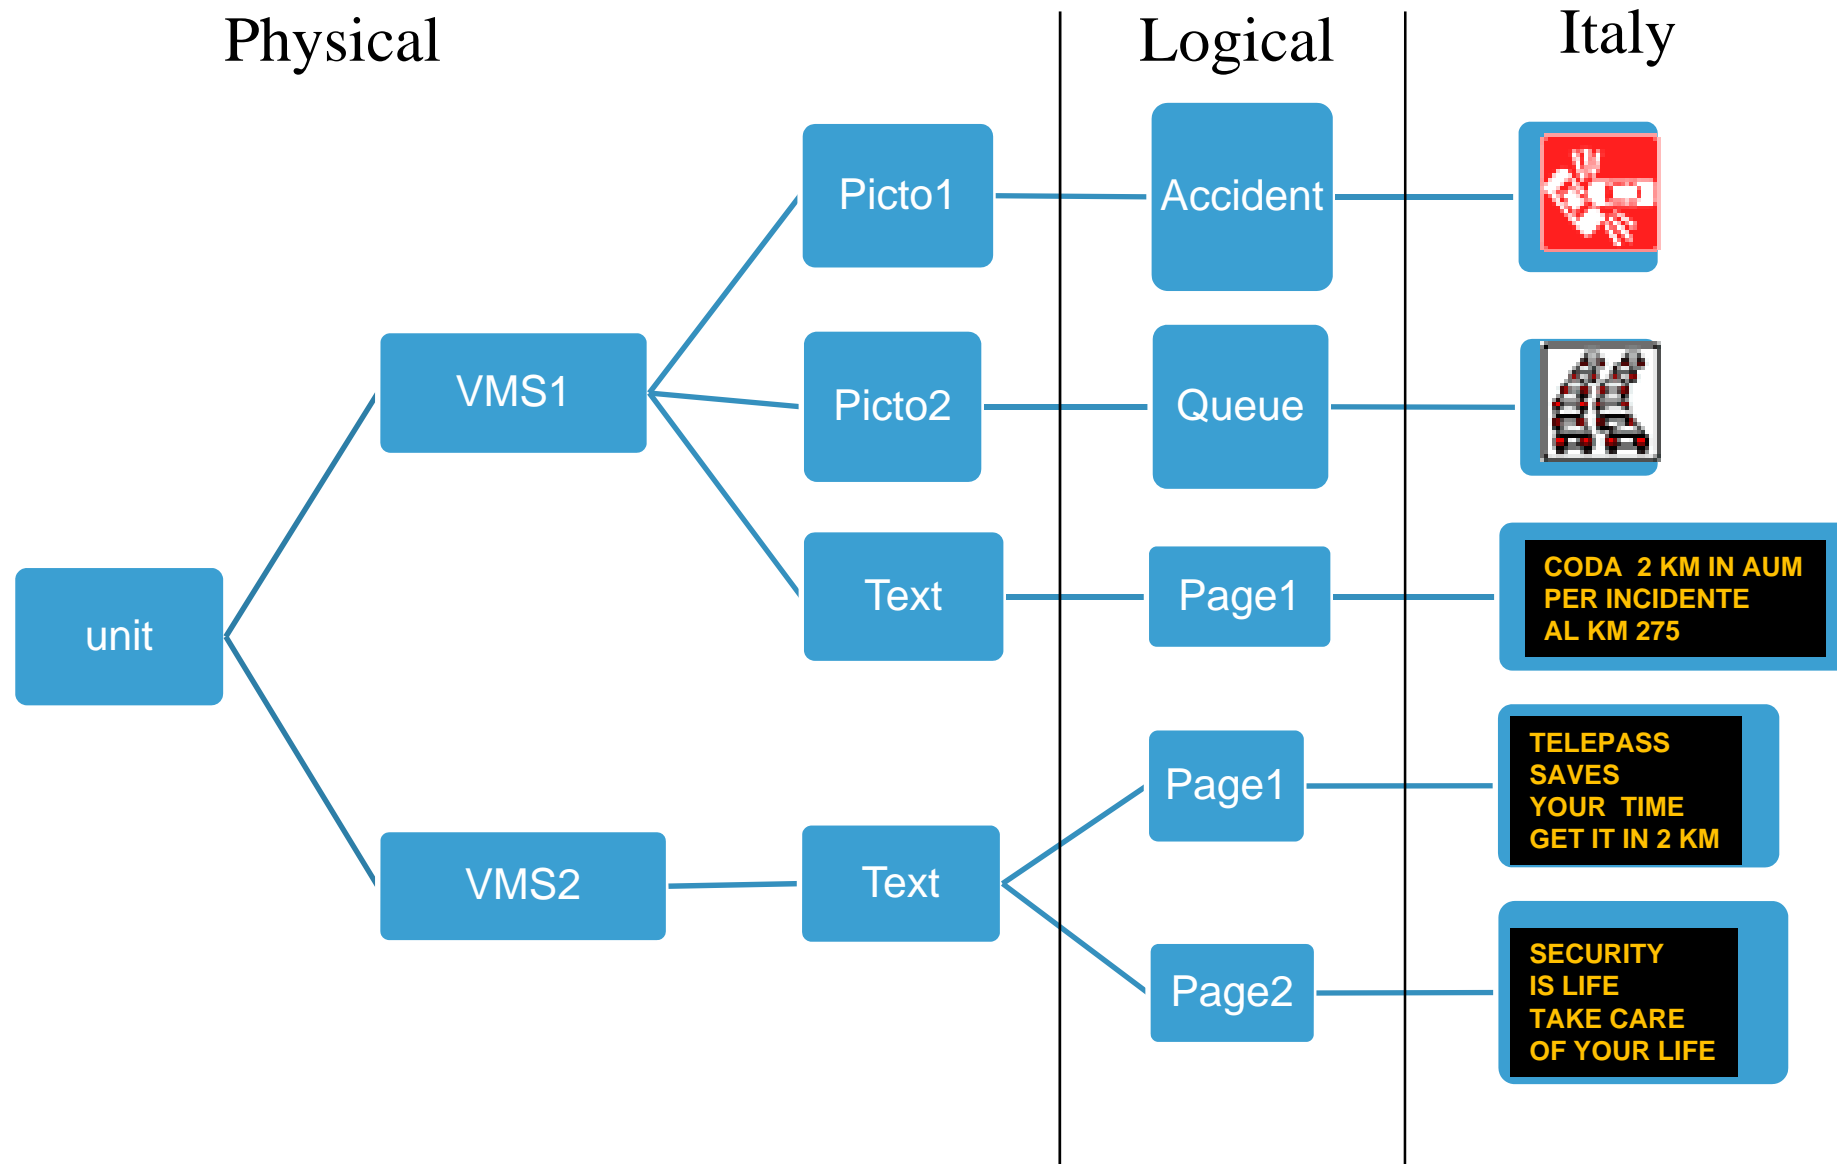 Physical
Logical
Italy
Picto1
Accident
VMS1
Picto2
Queue
Text
Page1
CODA  2 KM IN AUM
PER INCIDENTE
AL KM 275
unit
Page1
TELEPASS
SAVES
YOUR  TIME
GET IT IN 2 KM
VMS2
Text
Page2
SECURITY
IS LIFE
TAKE CARE
OF YOUR LIFE